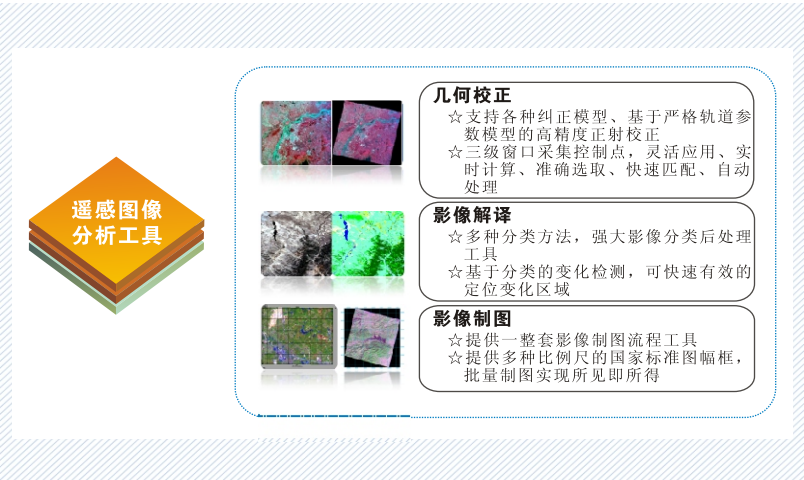 遥感图像
分析工具
几何校正
☆支持各种纠正模型、基于严格轨道参
数模型的高精度正射校正
☆三级窗口采集控制点，灵活应用、实
时计算、准确选取、快速匹配、自动
处理
影像解译
☆多种分类方法，强大影像分类后处理
工具
☆基于分类的变化检测，可快速有效的
定位变化区域
影像制图
☆提供一整套影像制图流程工具
☆提供多种比例尺的国家标准图幅框，
批量制图实现所见即所得